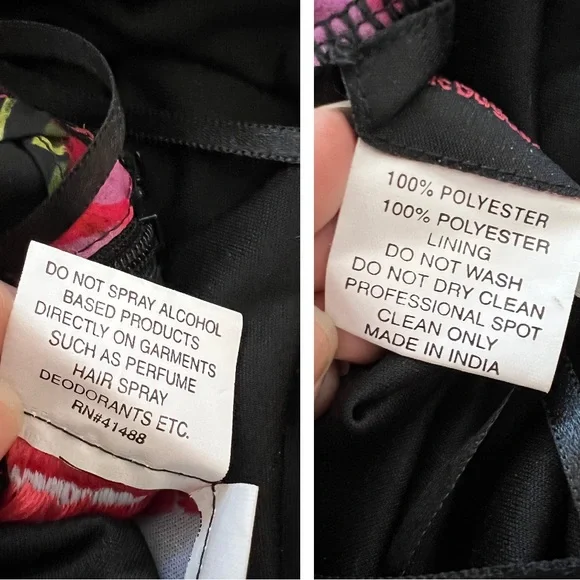 DO NOT SPRAY ALCOHOL
BASED PRODUCTS
DIRECTLY ON GARMENTS
SUCH AS PERFUME
HAIR SPRAY
DEODORANTS ETC.
RN#41488
100% POLYESTER
100% POLYESTER
LINING
DO NOT WASH
DO NOT DRY CLEAN
PROFESSIONAL SPOT
CLEAN ONLY
MADE IN INDIA